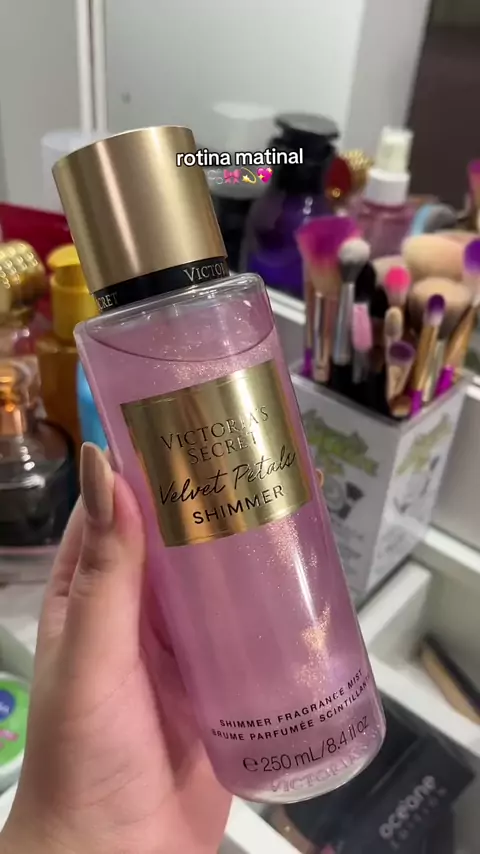 rotina matinal
VICTORIA'S
SECRET
Velvet Petals
SHIMMER
SHIMMER FRAGRANCE MIST
BRUME PARFUMÉE SCINTILLANTE
℮ 250 mL/8.4 fl oz
océane
EDITION